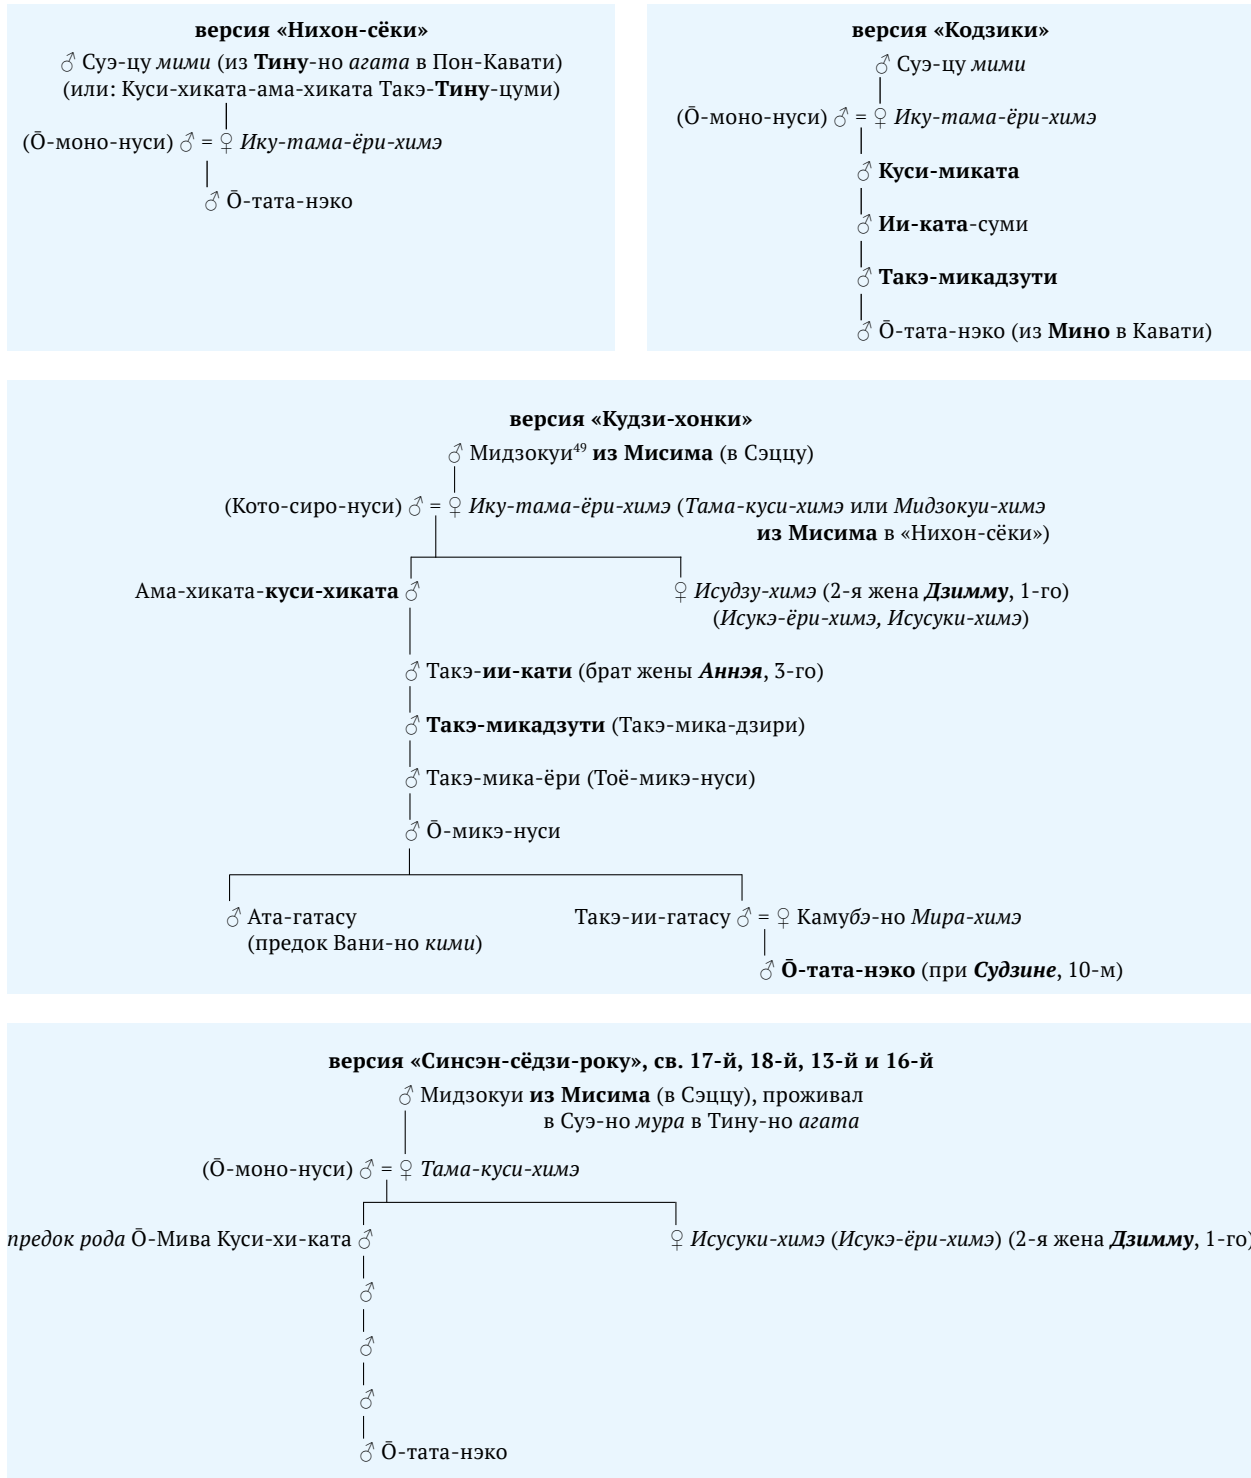 версия «Нихон-сёки»
♂ Суэ-цу мими (из Тину-но агата в Пон-Кавати)
(или: Куси-хиката-ама-хиката Такэ-Тину-цуми)
(Ō-моно-нуси) ♂ = ♀ Ику-тама-ёри-химэ
♂ Ō-тата-нэко
версия «Кодзики»
♂ Суэ-цу мими
(Ō-моно-нуси) ♂ = ♀ Ику-тама-ёри-химэ
♂ Куси-миката
♂ Ии-ката-суми
♂ Такэ-микадзути
♂ Ō-тата-нэко (из Мино в Кавати)
версия «Кудзи-хонки»
♂ Мидзокуи⁴⁹ из Мисима (в Сэццу)
(Кото-сиро-нуси) ♂ = ♀ Ику-тама-ёри-химэ (Тама-куси-химэ или Мидзокуи-химэ
из Мисима в «Нихон-сёки»)
Ама-хиката-куси-хиката ♂ ♀ Исудзу-химэ (2-я жена Дзимму, 1-го)
(Исукэ-ёри-химэ, Исусуки-химэ)
♂ Такэ-ии-кати (брат жены Аннэя, 3-го)
♂ Такэ-микадзути (Такэ-мика-дзири)
♂ Такэ-мика-ёри (Тоё-микэ-нуси)
♂ Ō-микэ-нуси
♂ Ата-гатасу Такэ-ии-гатасу ♂ = ♀ Камубэ-но Мира-химэ
(предок Вани-но кими)
♂ Ō-тата-нэко (при Судзине, 10-м)
версия «Синсэн-сёдзи-року», св. 17-й, 18-й, 13-й и 16-й
♂ Мидзокуи из Мисима (в Сэццу), проживал
в Суэ-но мура в Тину-но агата
(Ō-моно-нуси) ♂ = ♀ Тама-куси-химэ
предок рода Ō-Мива Куси-хи-ката ♂ ♀ Исусуки-химэ (Исукэ-ёри-химэ) (2-я жена Дзимму, 1-го)
♂
♂
♂
♂ Ō-тата-нэко